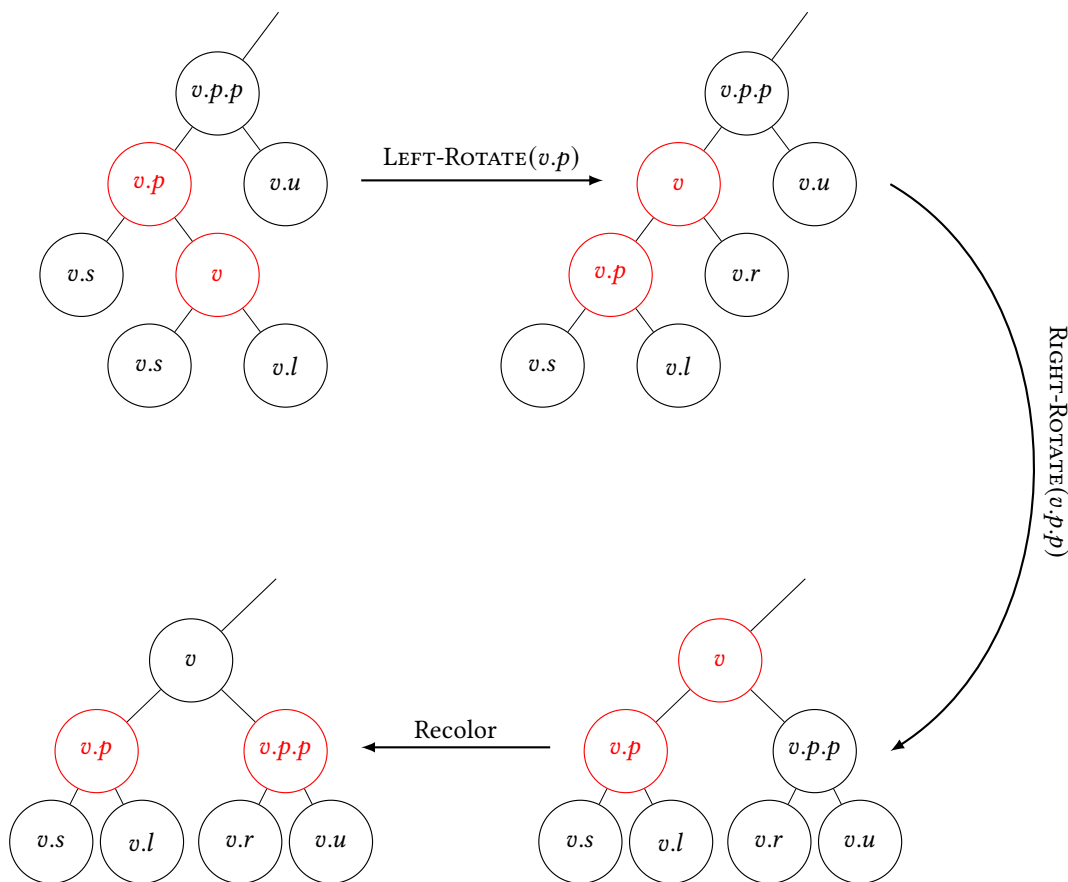 v.p.p
v.p
v.u
v.s
v
v.s
v.l
LEFT-ROTATE(v.p)
v.p.p
v
v.u
v.p
v.r
v.s
v.l
RIGHT-ROTATE(v.p.p)
v
v.p
v.p.p
v.s
v.l
v.r
v.u
Recolor
v
v.p
v.p.p
v.s
v.l
v.r
v.u